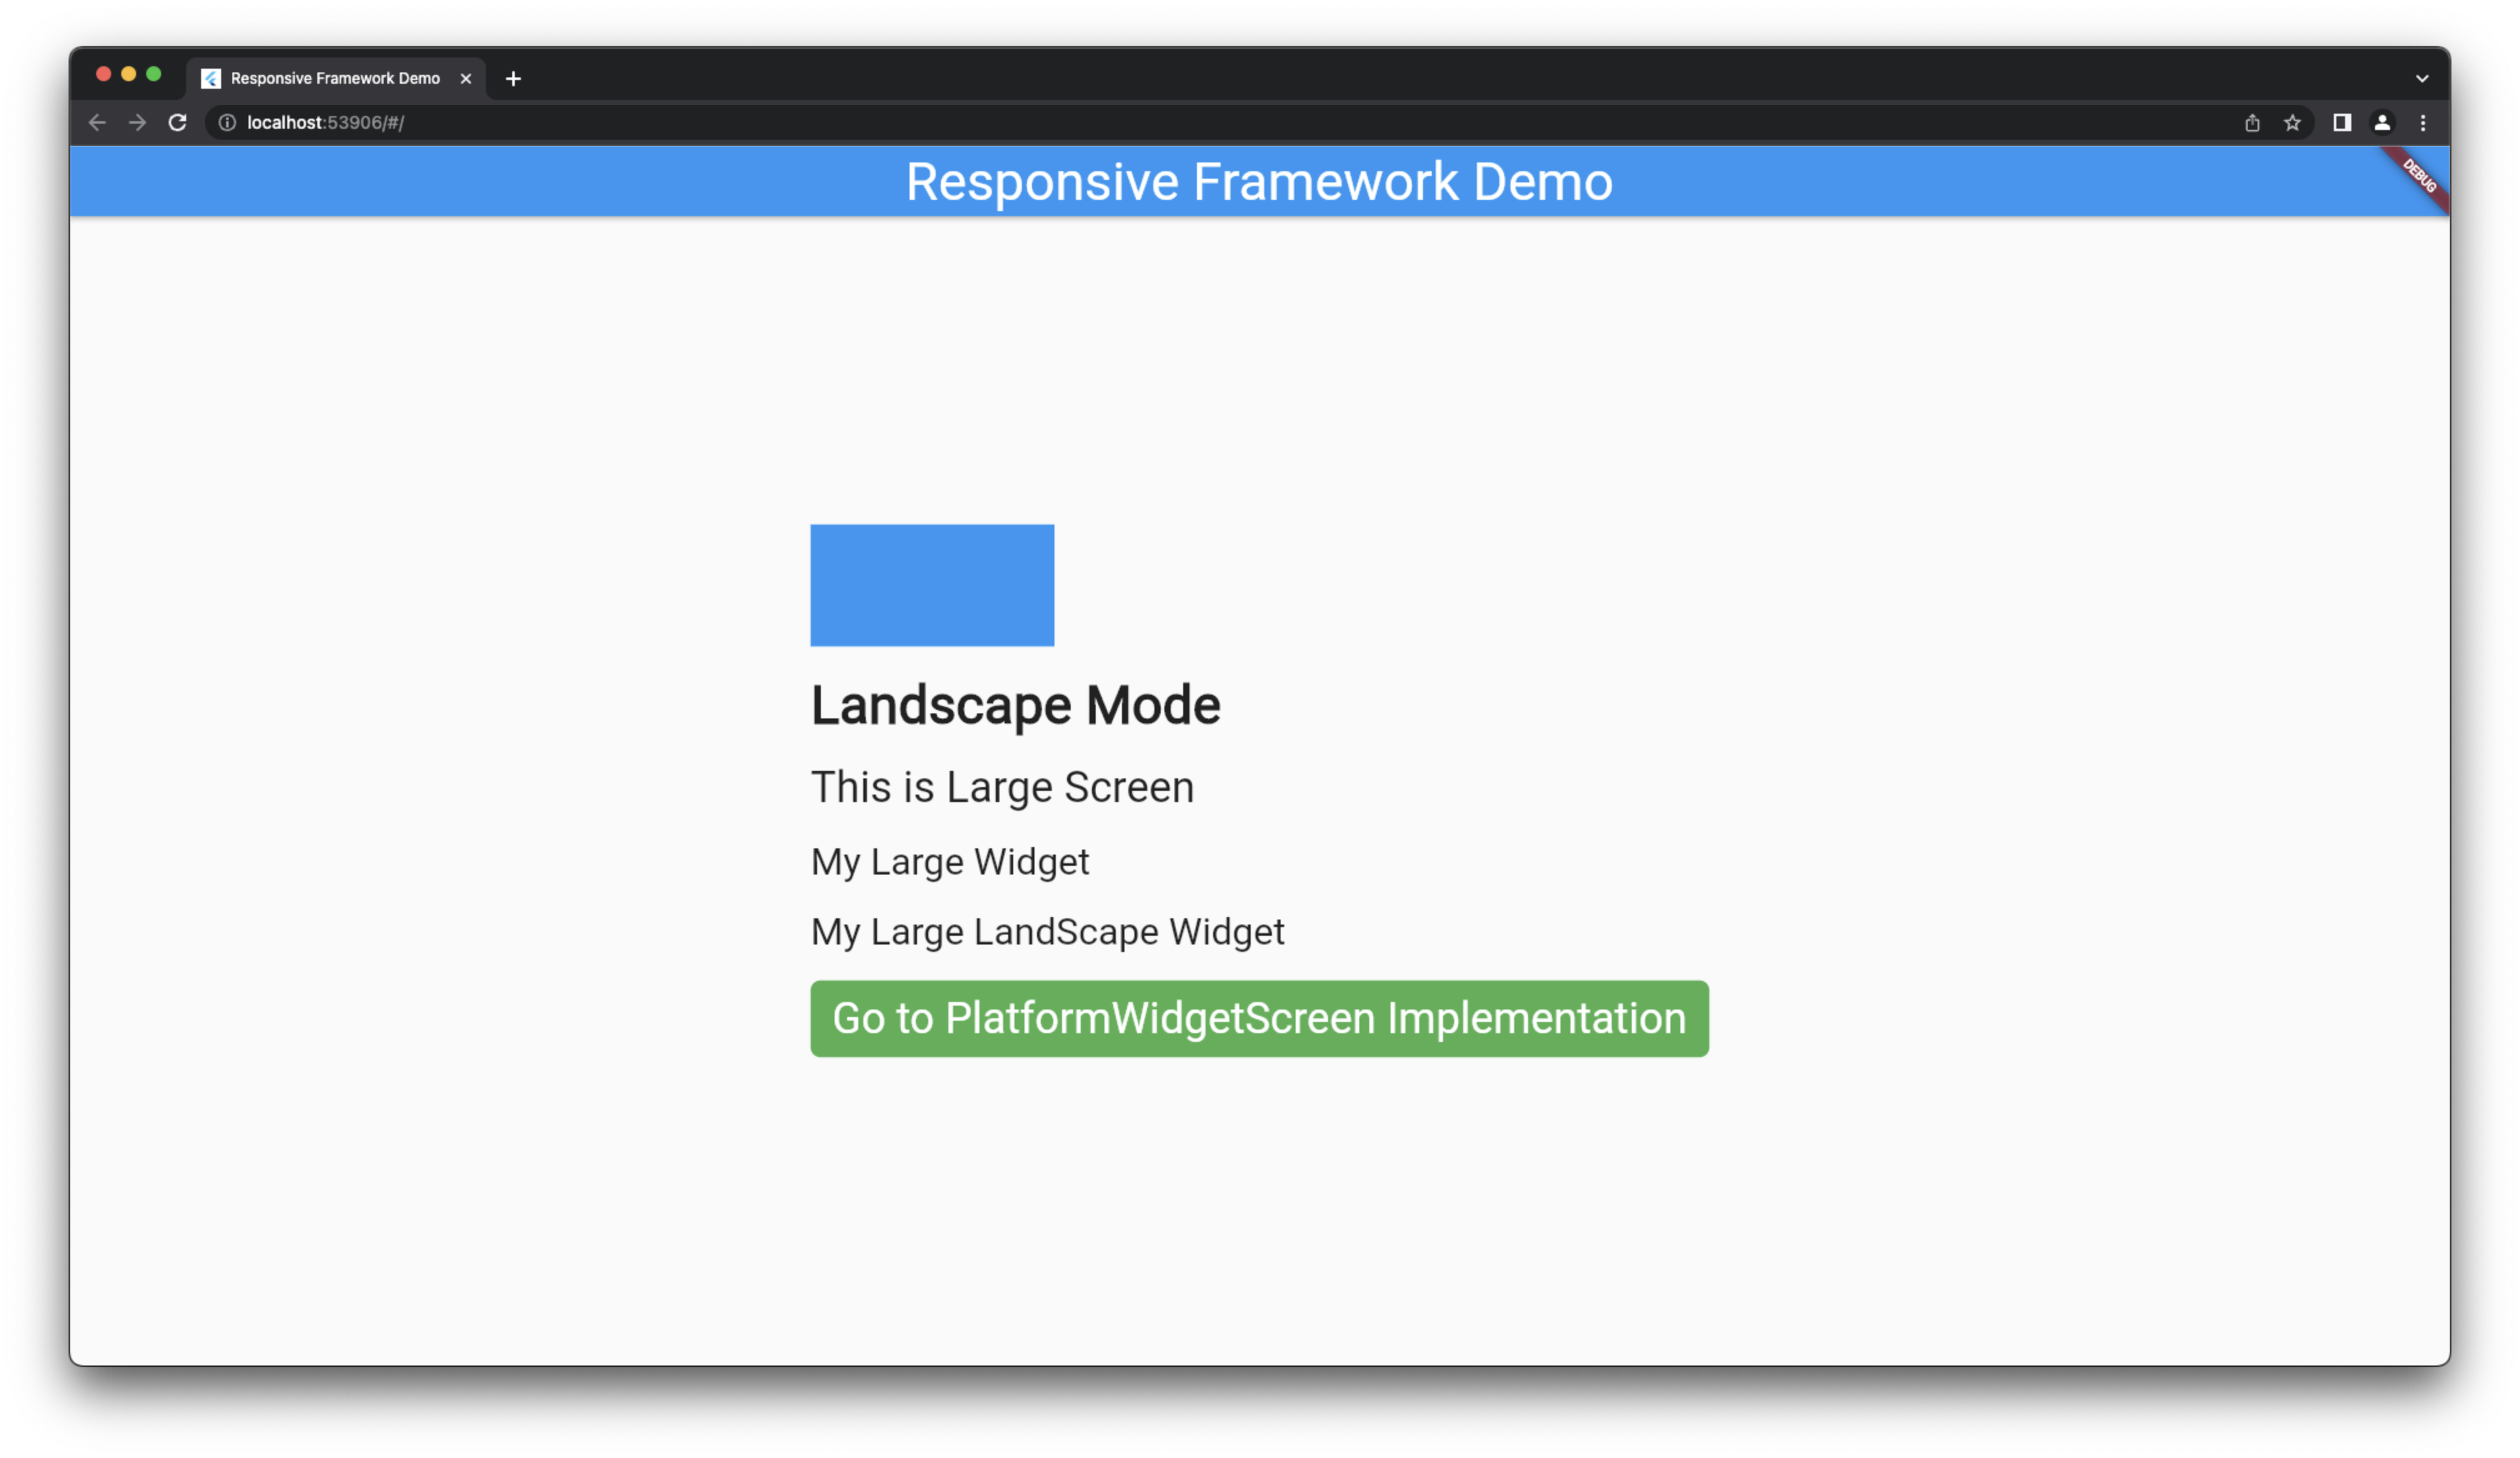 Responsive Framework Demo
localhost:53906/#/
Responsive Framework Demo
DEBUG
Landscape Mode
This is Large Screen
My Large Widget
My Large LandScape Widget
Go to PlatformWidgetScreen Implementation